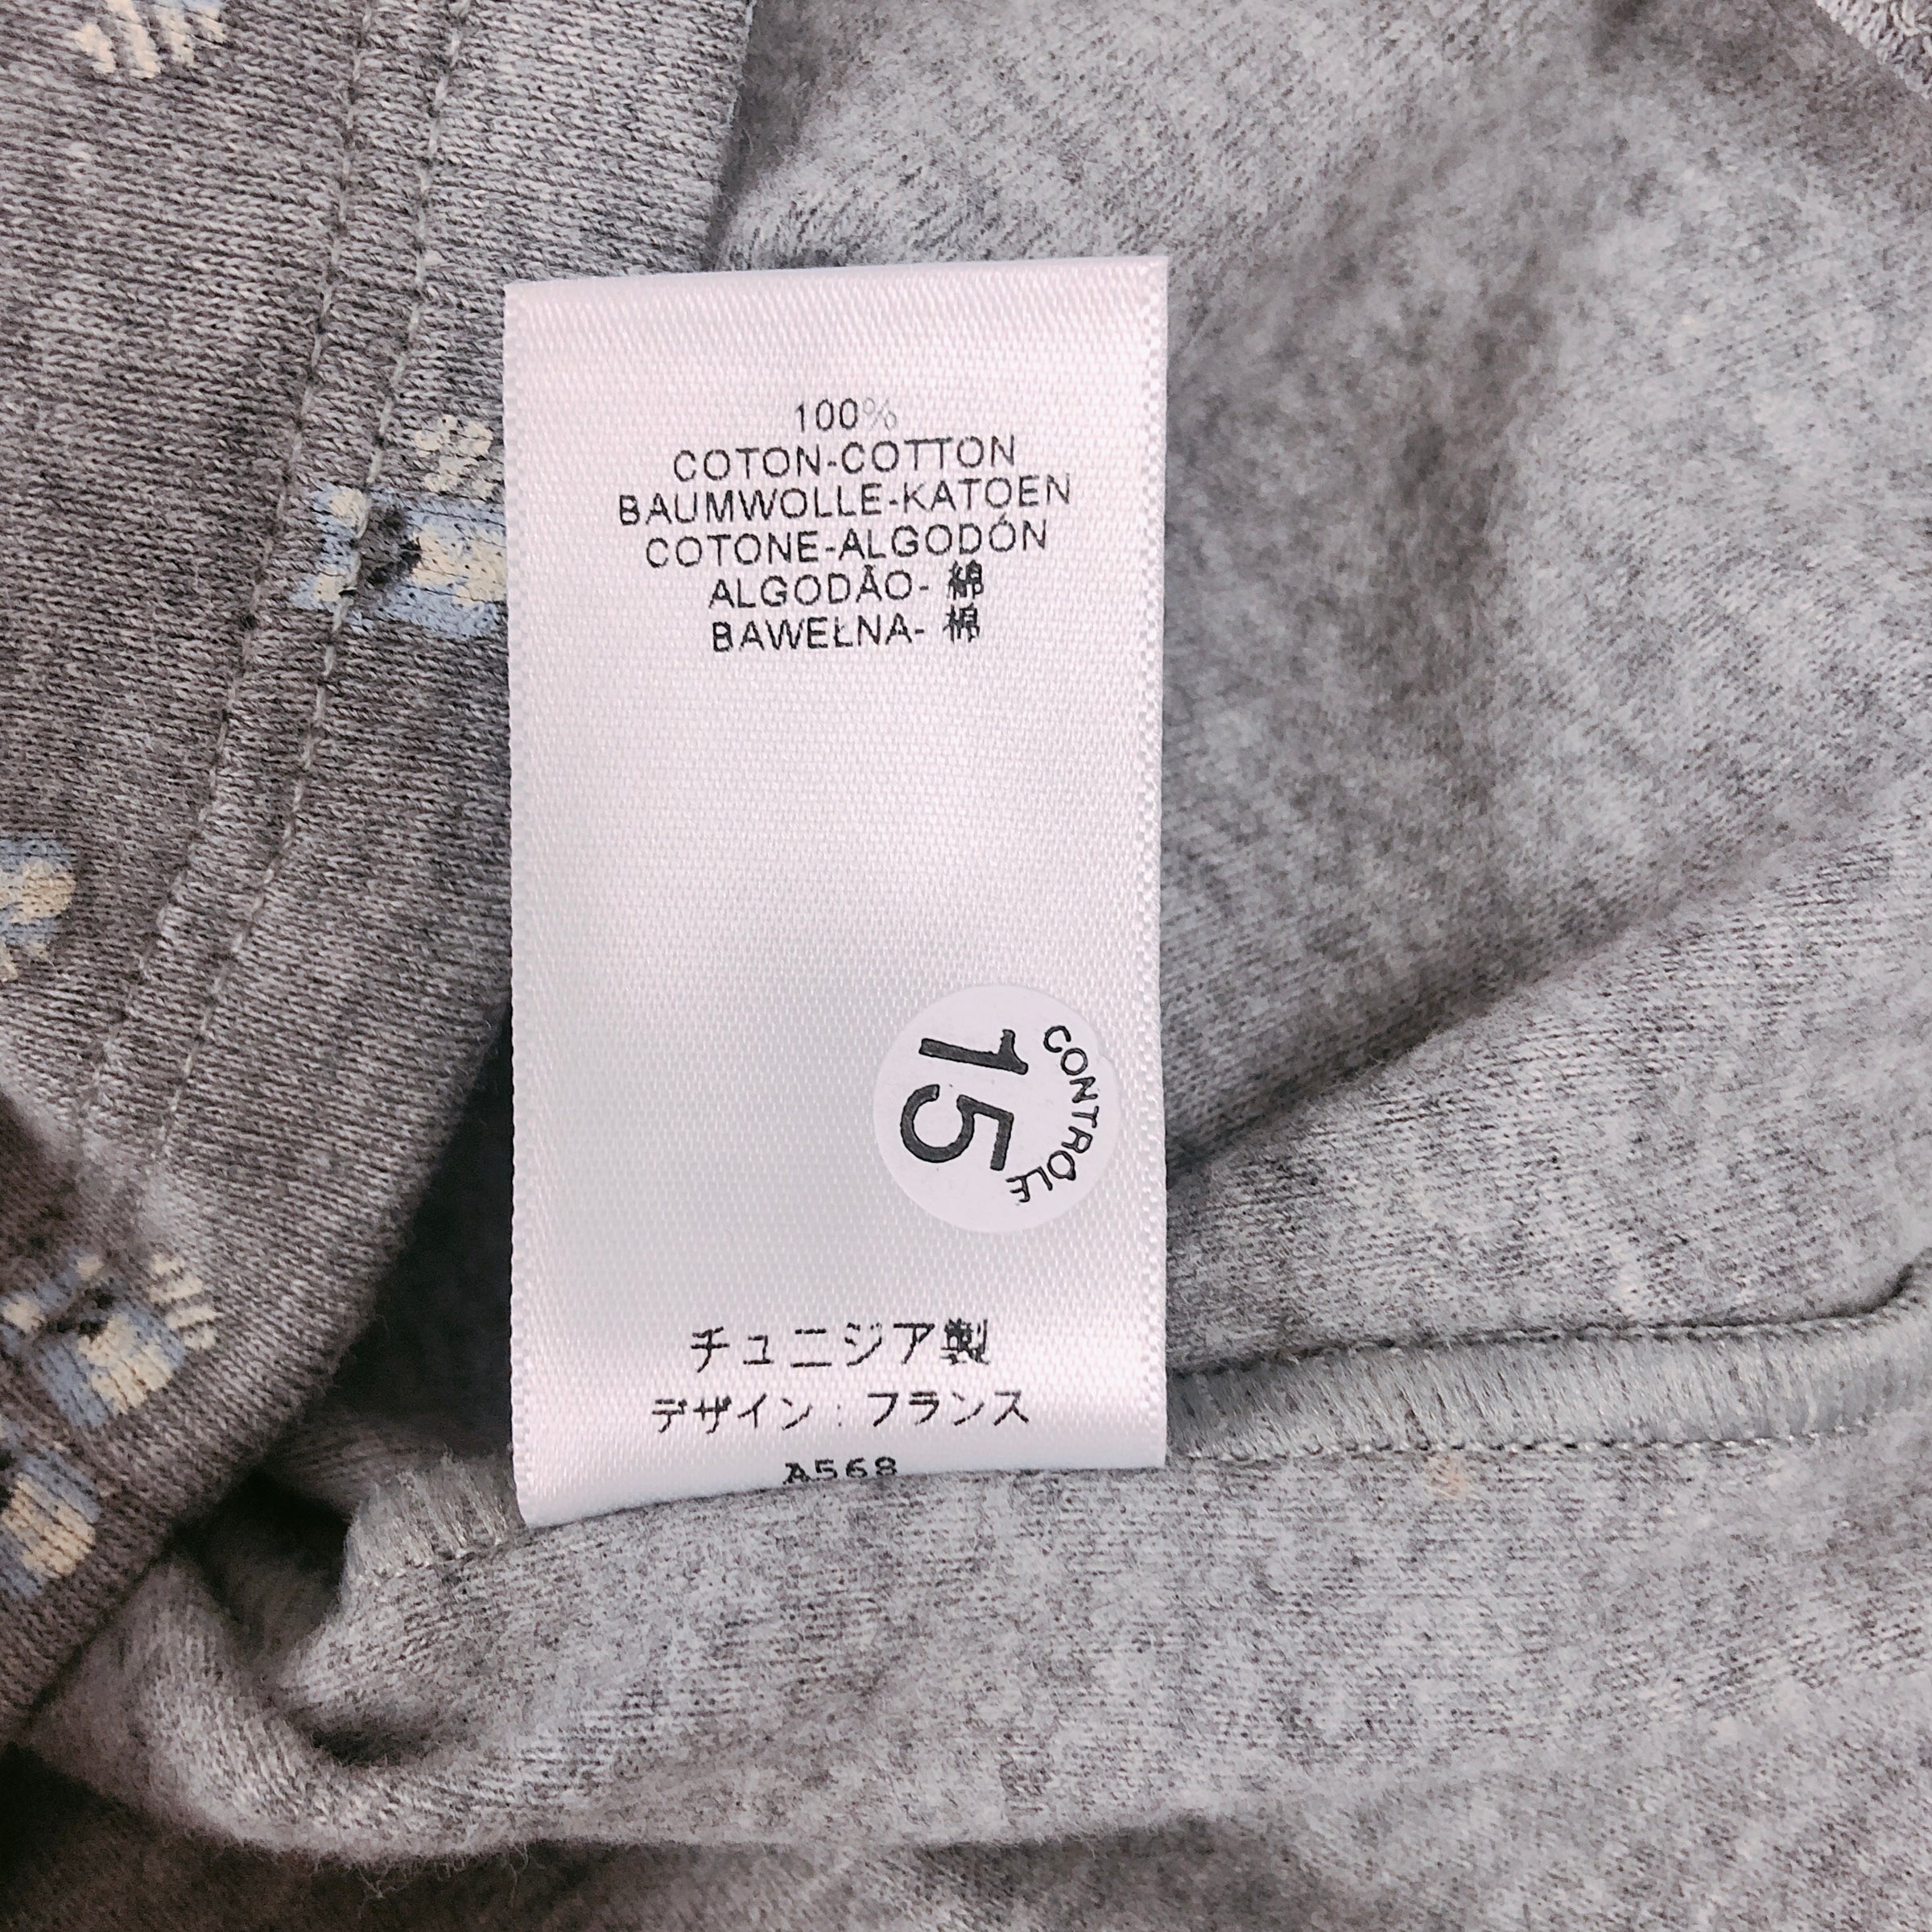 100%
COTON-COTTON
BAUMWOLLE-KATOEN
COTONE-ALGODÓN
ALGODÃO- 綿
BAWEŁNA- 棉
CONTRÔLE
15
チュニジア製
デザイン:フランス
A568